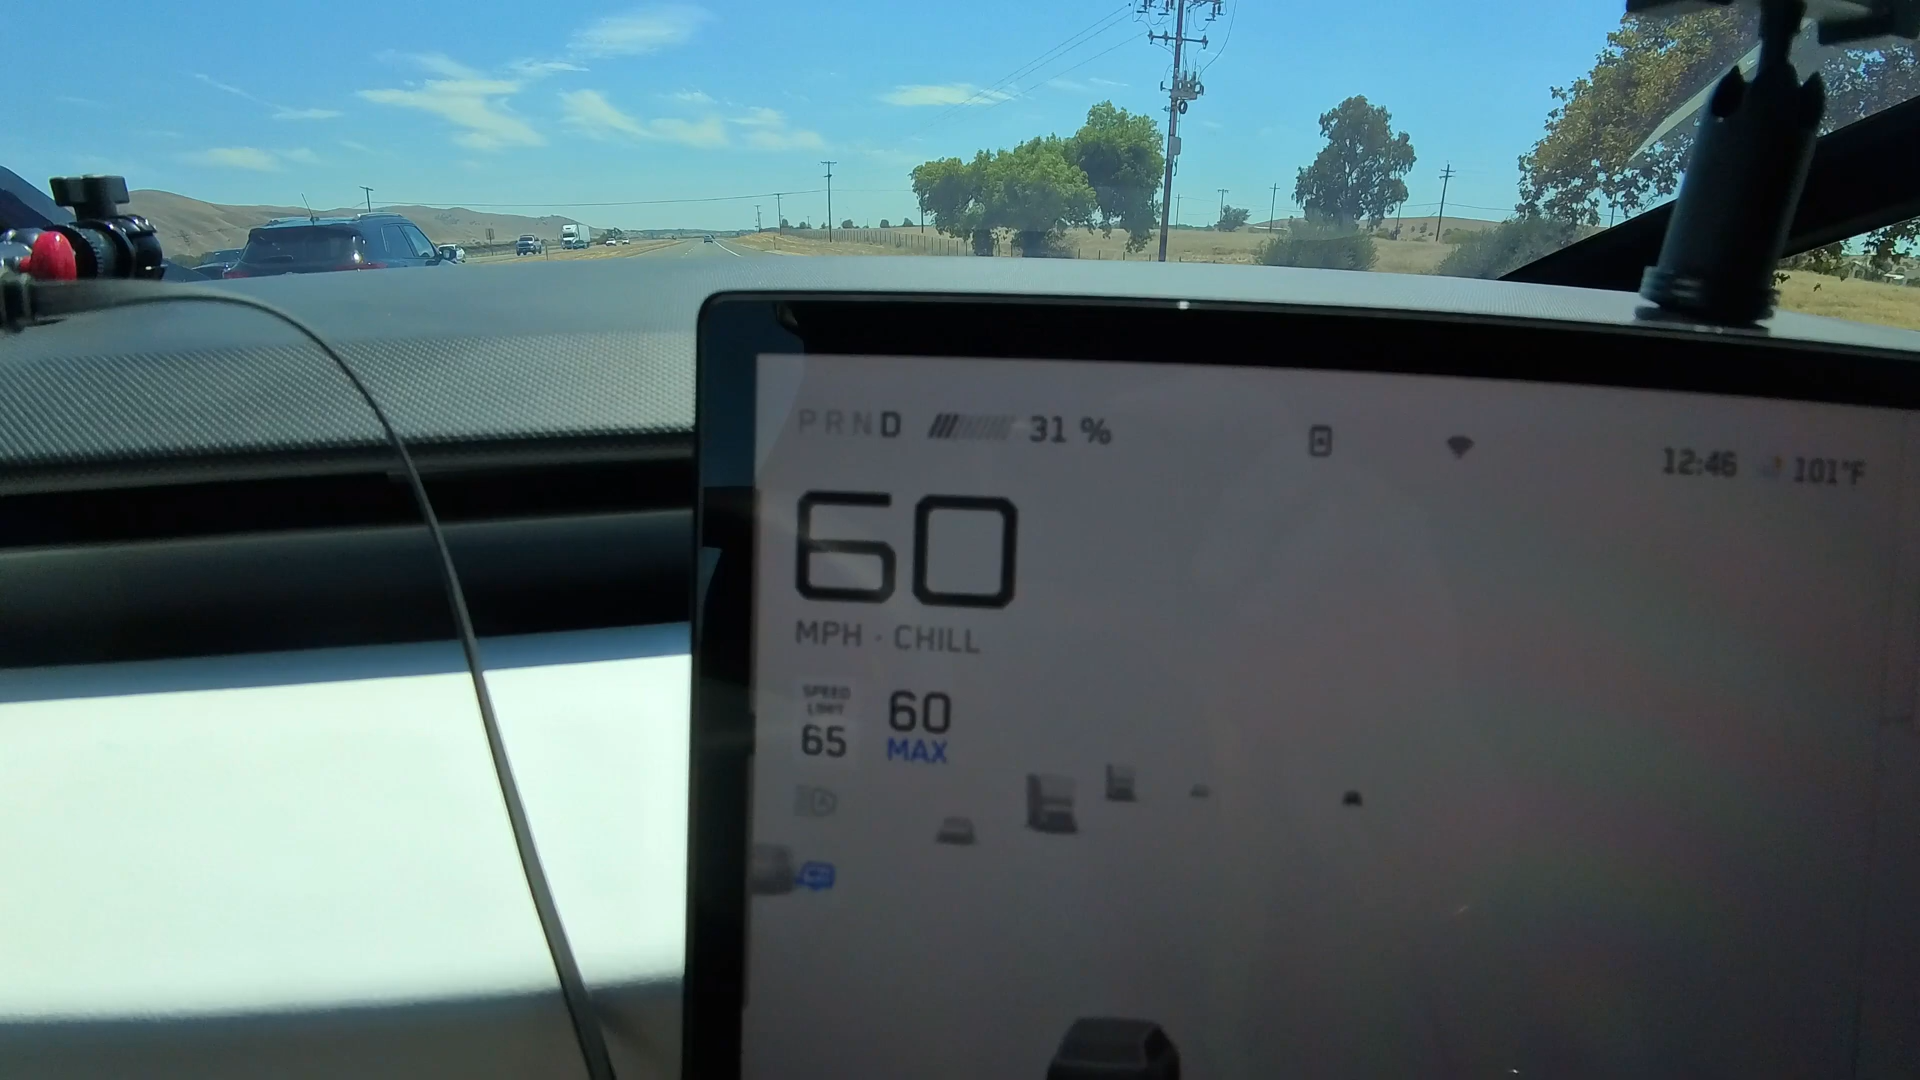 PRND 31 %
12:46 101°F
60
MPH · CHILL
SPEED
LIMIT
65
60
MAX